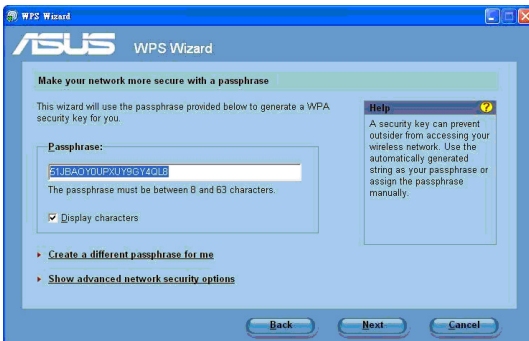 WPS Wizard
ASUS WPS Wizard
Make your network more secure with a passphrase
This wizard will use the passphrase provided below to generate a WPA
security key for you.
Passphrase:
51JBAOY0UPXUY9GY4QL8
The passphrase must be between 8 and 63 characters.
Display characters
Create a different passphrase for me
Show advanced network security options
Help
A security key can prevent
outsider from accessing your
wireless network. Use the
automatically generated
string as your passphrase or
assign the passphrase
manually.
Back Next Cancel